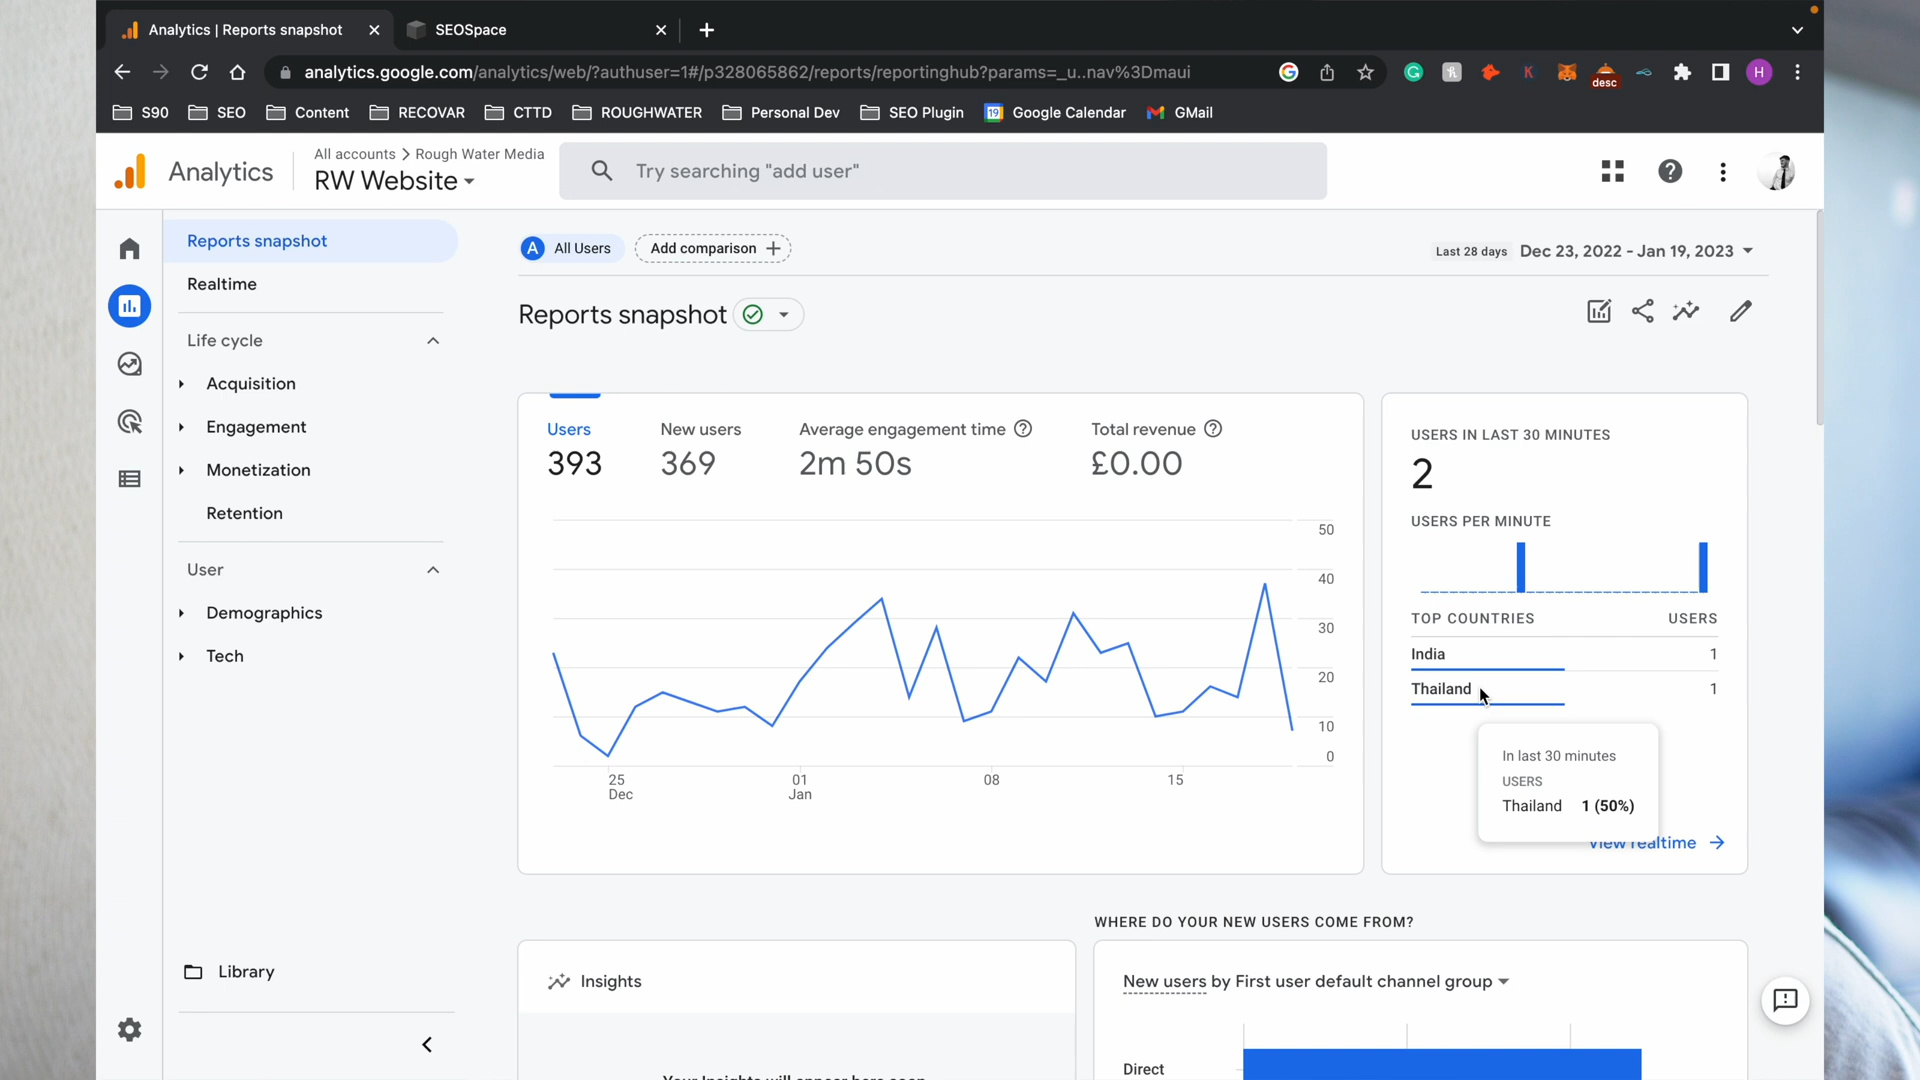 Analytics | Reports snapshot
SEOSpace
analytics.google.com/analytics/web/?authuser=1#/p328065862/reports/reportinghub?params=_u..nav%3Dmaui
K
desc
H
S90
SEO
Content
RECOVAR
CTTD
ROUGHWATER
Personal Dev
SEO Plugin
19
Google Calendar
GMail
Analytics
All accounts > Rough Water Media
RW Website
Try searching "add user"
Reports snapshot
Realtime
Life cycle
Acquisition
Engagement
Monetization
Retention
User
Demographics
Tech
Library
A All Users
Add comparison +
Last 28 days Dec 23, 2022 - Jan 19, 2023
Reports snapshot
Users
393
New users
369
Average engagement time
2m 50s
Total revenue
£0.00
50
40
30
20
10
0
25
Dec
01
Jan
08
15
USERS IN LAST 30 MINUTES
2
USERS PER MINUTE
TOP COUNTRIES USERS
India 1
Thailand 1
In last 30 minutes
USERS
Thailand 1 (50%)
View realtime
WHERE DO YOUR NEW USERS COME FROM?
Insights
Your Insights will appear here soon
New users by First user default channel group
Direct